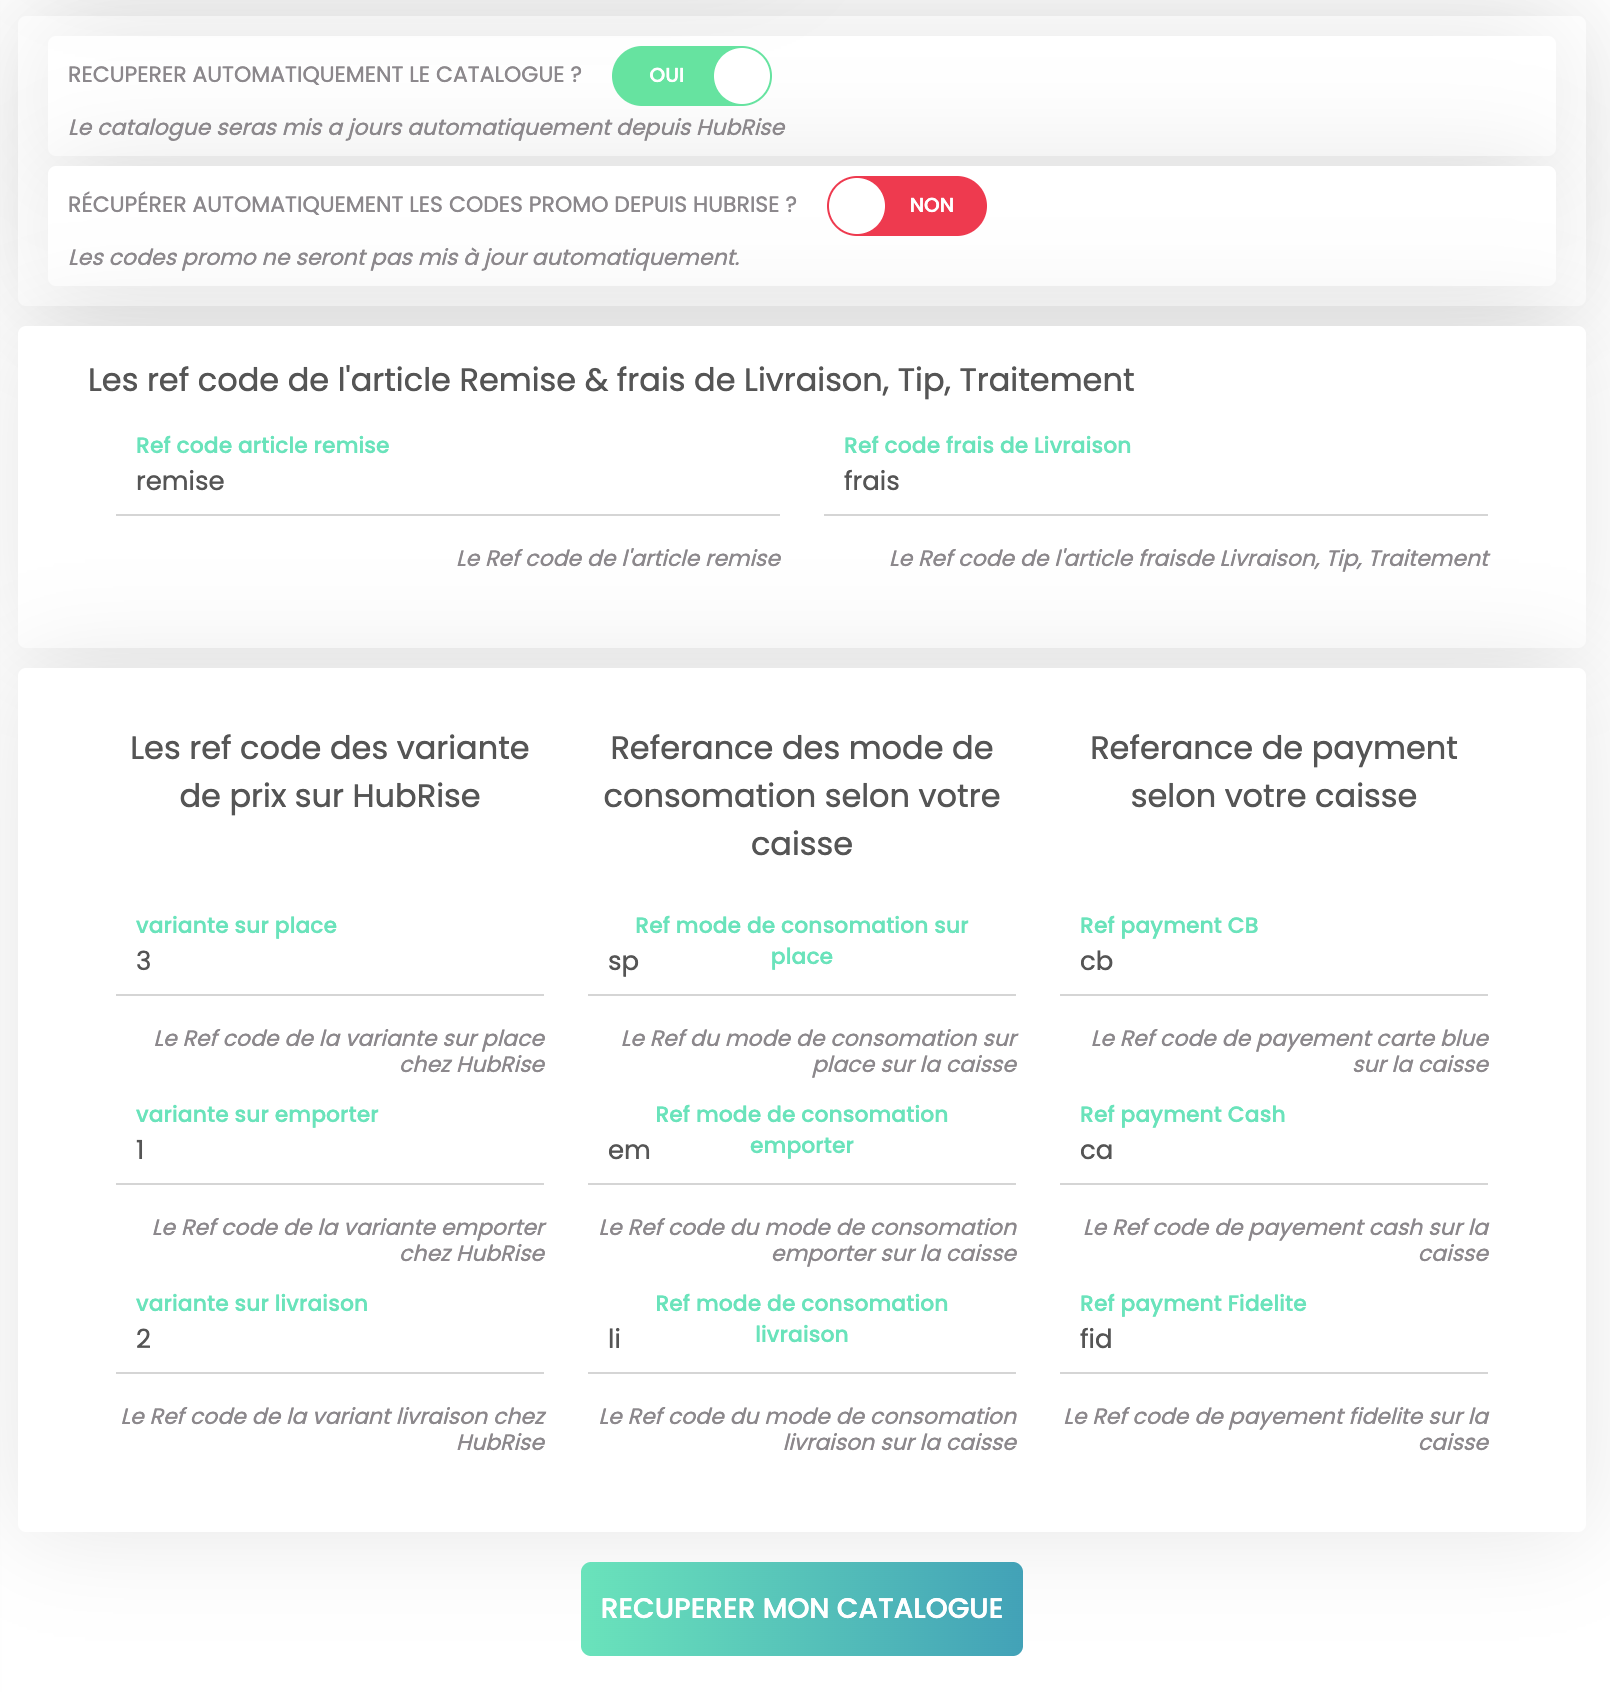 RECUPERER AUTOMATIQUEMENT LE CATALOGUE ?
OUI
Le catalogue seras mis a jours automatiquement depuis HubRise
RÉCUPÉRER AUTOMATIQUEMENT LES CODES PROMO DEPUIS HUBRISE ?
NON
Les codes promo ne seront pas mis à jour automatiquement.
Les ref code de l'article Remise & frais de Livraison, Tip, Traitement
Ref code article remise
remise
Le Ref code de l'article remise
Ref code frais de Livraison
frais
Le Ref code de l'article fraisde Livraison, Tip, Traitement
Les ref code des variante
de prix sur HubRise
variante sur place
3
Le Ref code de la variante sur place
chez HubRise
variante sur emporter
1
Le Ref code de la variante emporter
chez HubRise
variante sur livraison
2
Le Ref code de la variant livraison chez
HubRise
Referance des mode de
consomation selon votre
caisse
Ref mode de consomation sur
place
sp
Le Ref du mode de consomation sur
place sur la caisse
Ref mode de consomation
emporter
em
Le Ref code du mode de consomation
emporter sur la caisse
Ref mode de consomation
livraison
li
Le Ref code du mode de consomation
livraison sur la caisse
Referance de payment
selon votre caisse
Ref payment CB
cb
Le Ref code de payement carte blue
sur la caisse
Ref payment Cash
ca
Le Ref code de payement cash sur la
caisse
Ref payment Fidelite
fid
Le Ref code de payement fidelite sur la
caisse
RECUPERER MON CATALOGUE